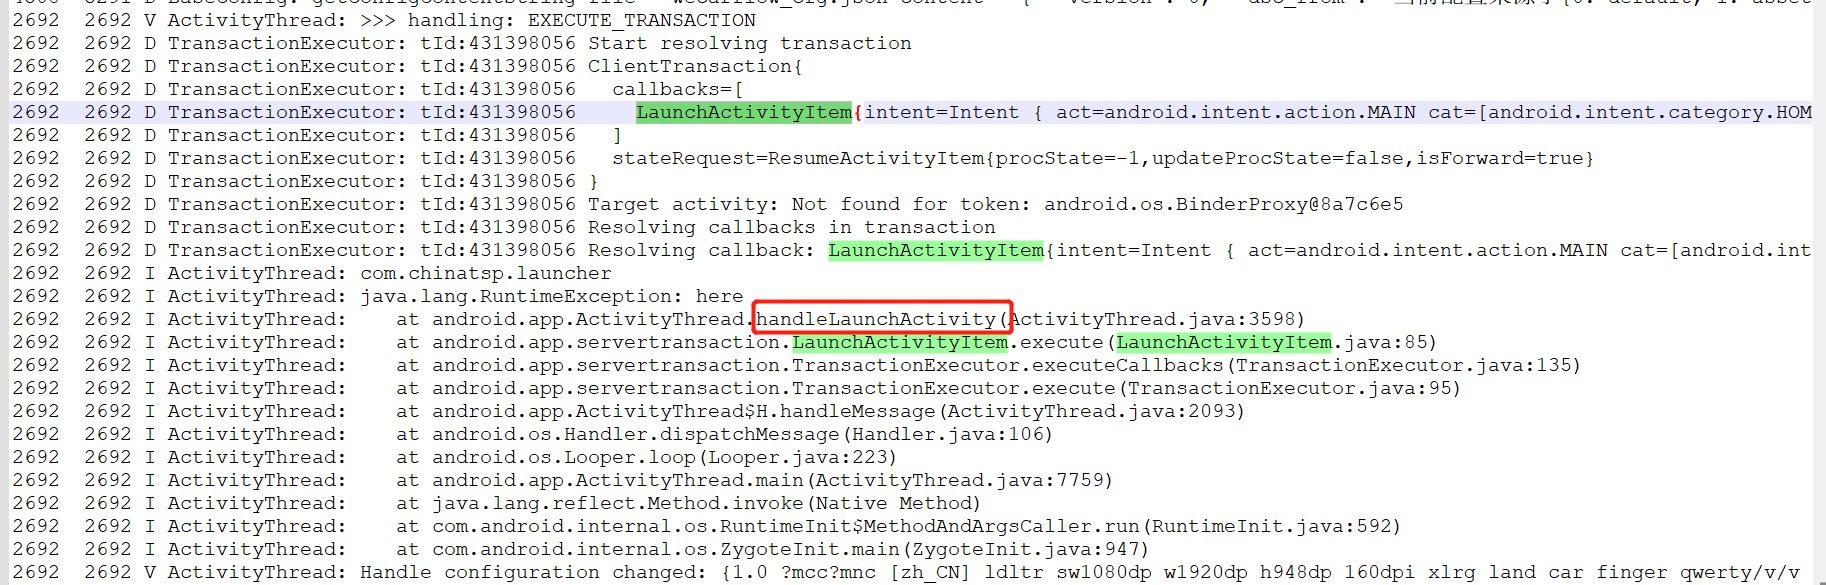 2692  2692 V ActivityThread: >>> handling: EXECUTE_TRANSACTION
2692  2692 D TransactionExecutor: tId:431398056 Start resolving transaction
2692  2692 D TransactionExecutor: tId:431398056 ClientTransaction{
2692  2692 D TransactionExecutor: tId:431398056   callbacks=[
2692  2692 D TransactionExecutor: tId:431398056     LaunchActivityItem{intent=Intent { act=android.intent.action.MAIN cat=[android.intent.category.HOM
2692  2692 D TransactionExecutor: tId:431398056   ]
2692  2692 D TransactionExecutor: tId:431398056   stateRequest=ResumeActivityItem{procState=-1,updateProcState=false,isForward=true}
2692  2692 D TransactionExecutor: tId:431398056 }
2692  2692 D TransactionExecutor: tId:431398056 Target activity: Not found for token: android.os.BinderProxy@8a7c6e5
2692  2692 D TransactionExecutor: tId:431398056 Resolving callbacks in transaction
2692  2692 D TransactionExecutor: tId:431398056 Resolving callback: LaunchActivityItem{intent=Intent { act=android.intent.action.MAIN cat=[android.int
2692  2692 I ActivityThread: com.chinatsp.launcher
2692  2692 I ActivityThread: java.lang.RuntimeException: here
2692  2692 I ActivityThread:    at android.app.ActivityThread.handleLaunchActivity(ActivityThread.java:3598)
2692  2692 I ActivityThread:    at android.app.servertransaction.LaunchActivityItem.execute(LaunchActivityItem.java:85)
2692  2692 I ActivityThread:    at android.app.servertransaction.TransactionExecutor.executeCallbacks(TransactionExecutor.java:135)
2692  2692 I ActivityThread:    at android.app.servertransaction.TransactionExecutor.execute(TransactionExecutor.java:95)
2692  2692 I ActivityThread:    at android.app.ActivityThread$H.handleMessage(ActivityThread.java:2093)
2692  2692 I ActivityThread:    at android.os.Handler.dispatchMessage(Handler.java:106)
2692  2692 I ActivityThread:    at android.os.Looper.loop(Looper.java:223)
2692  2692 I ActivityThread:    at android.app.ActivityThread.main(ActivityThread.java:7759)
2692  2692 I ActivityThread:    at java.lang.reflect.Method.invoke(Native Method)
2692  2692 I ActivityThread:    at com.android.internal.os.RuntimeInit$MethodAndArgsCaller.run(RuntimeInit.java:592)
2692  2692 I ActivityThread:    at com.android.internal.os.ZygoteInit.main(ZygoteInit.java:947)
2692  2692 V ActivityThread: Handle configuration changed: {1.0 ?mcc?mnc [zh_CN] ldltr sw1080dp w1920dp h948dp 160dpi xlrg land car finger qwerty/v/v